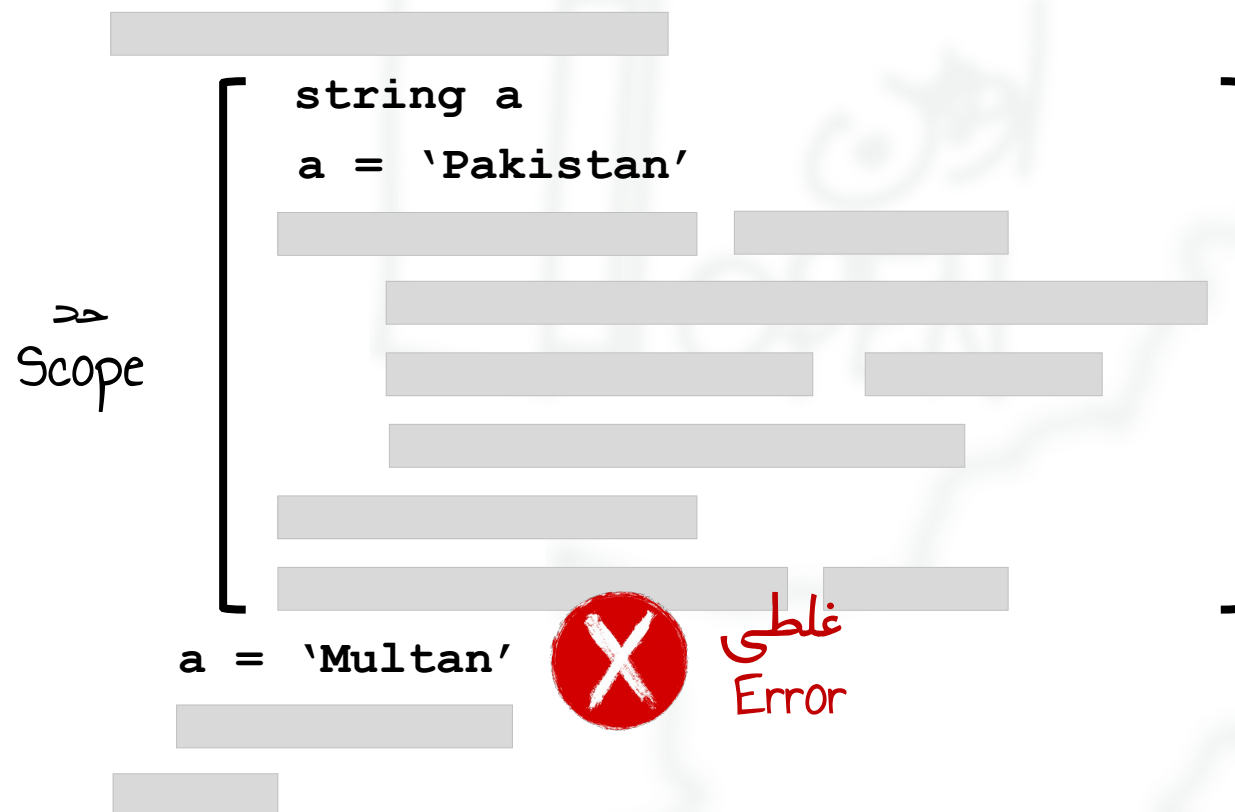 string a
a = ‵Pakistan′
حد
Scope
a = ‵Multan′
غلطی
Error